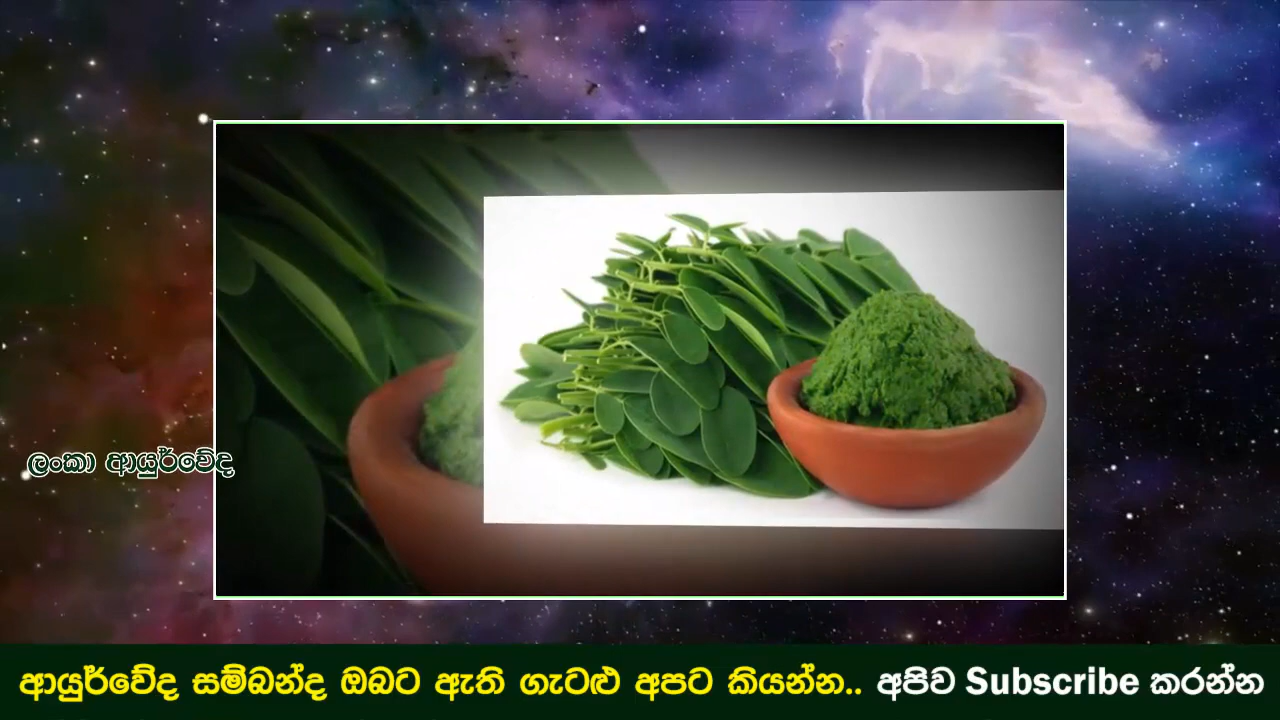 ලංකා ආයුර්වේද
ආයුර්වේද සම්බන්ද ඔබට ඇති ගැටළු අපට කියන්න.. අපිව Subscribe කරන්න